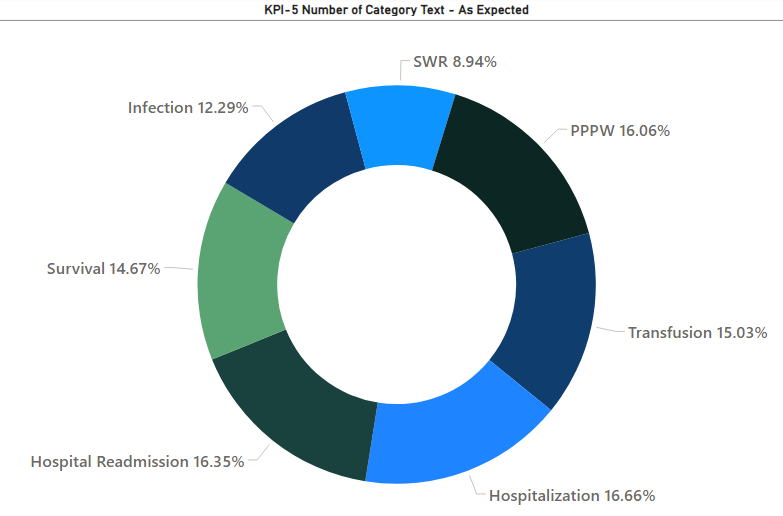 KPI-5 Number of Category Text - As Expected
SWR 8.94%
Infection 12.29%
PPPW 16.06%
Survival 14.67%
Transfusion 15.03%
Hospital Readmission 16.35%
Hospitalization 16.66%